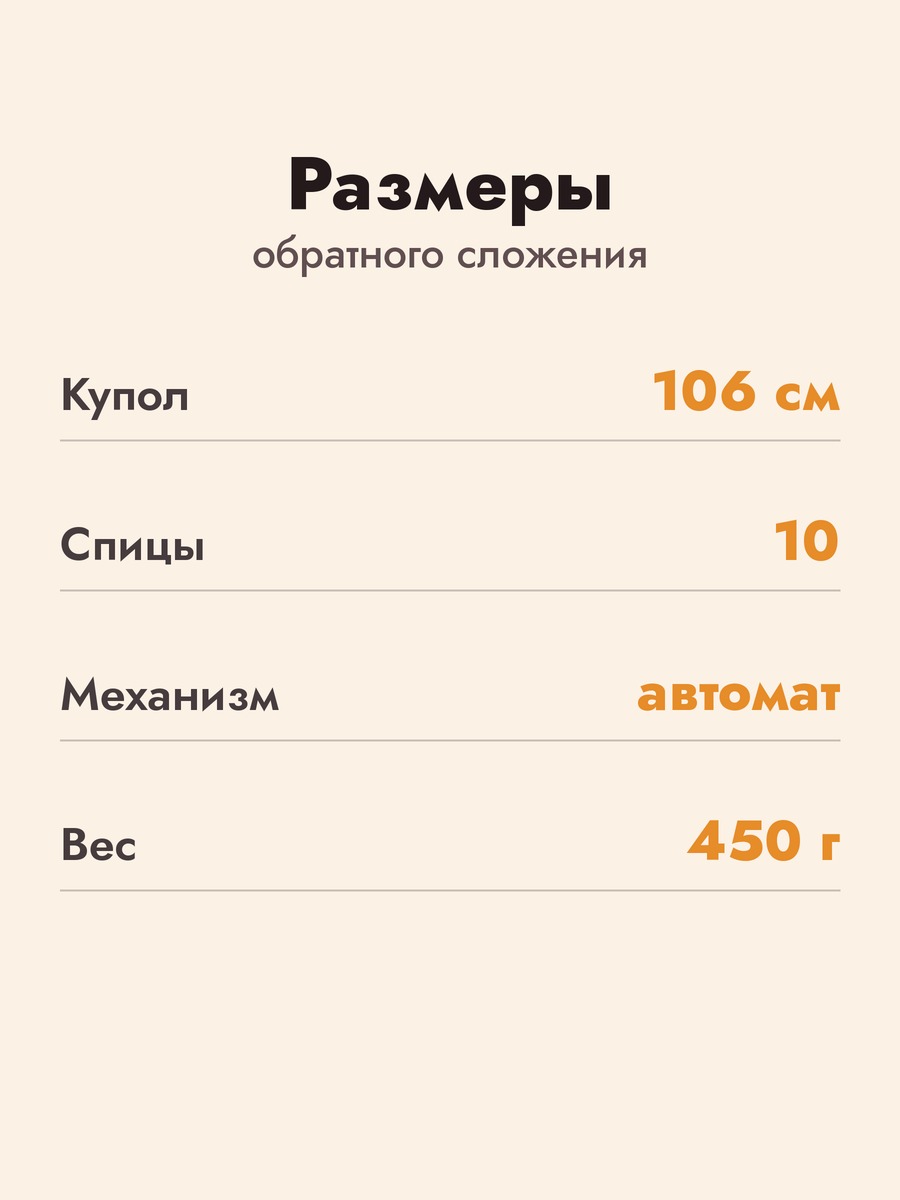 Размеры
обратного сложения
Купол 106 см
Спицы 10
Механизм автомат
Вес 450 г